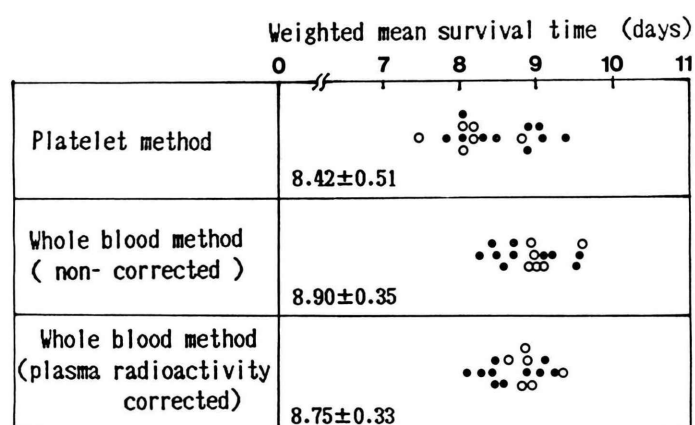 Weighted mean survival time (days)
0 7 8 9 10 11
Platelet method
8.42±0.51
Whole blood method
( non- corrected )
8.90±0.35
Whole blood method
(plasma radioactivity
corrected)
8.75±0.33